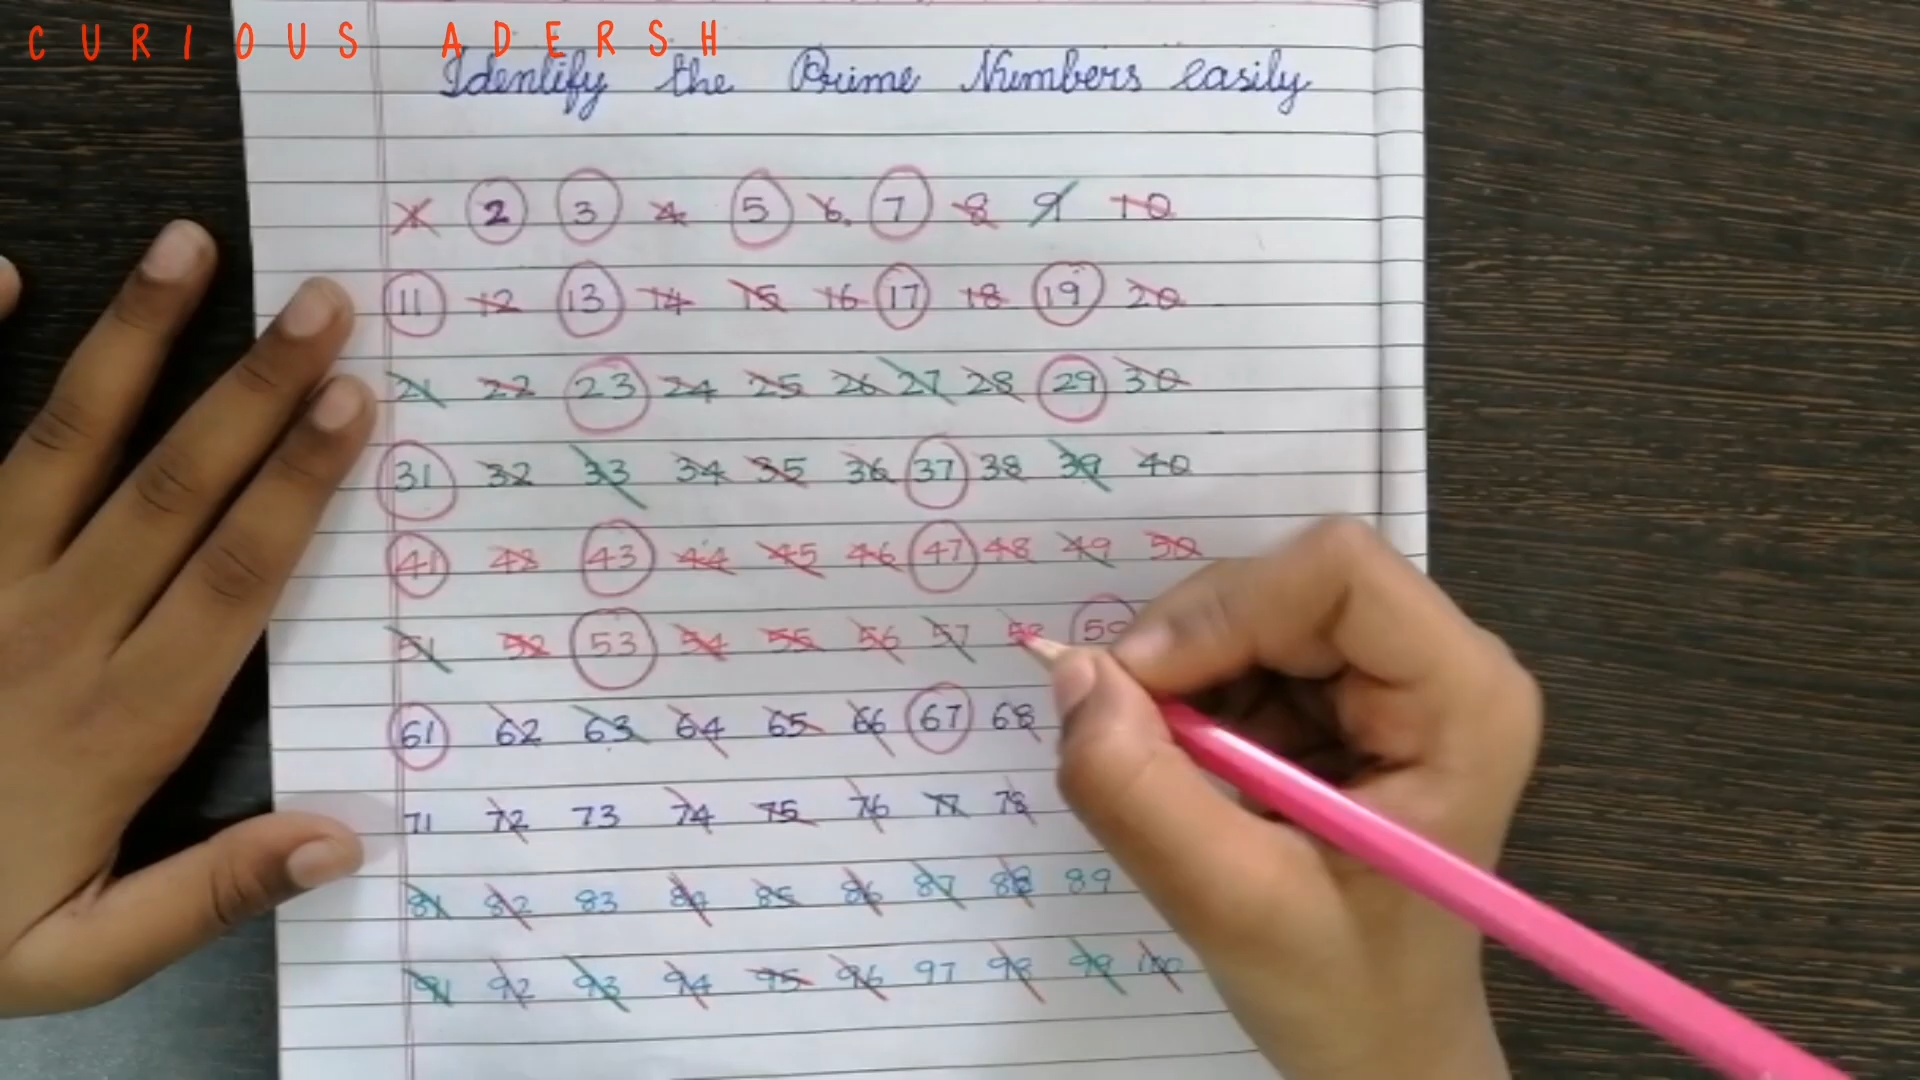 CURIOUS ADERSH
Identify the Prime Numbers easily
1 2 3 4 5 6 7 8 9 10
11 12 13 14 15 16 17 18 19 20
21 22 23 24 25 26 27 28 29 30
31 32 33 34 35 36 37 38 39 40
41 48 43 44 45 46 47 48 49 50
51 52 53 54 55 56 57 58 59
61 62 63 64 65 66 67 68
71 72 73 74 75 76 77 78
81 82 83 84 85 86 87 88 89
91 92 93 94 95 96 97 98 99 100